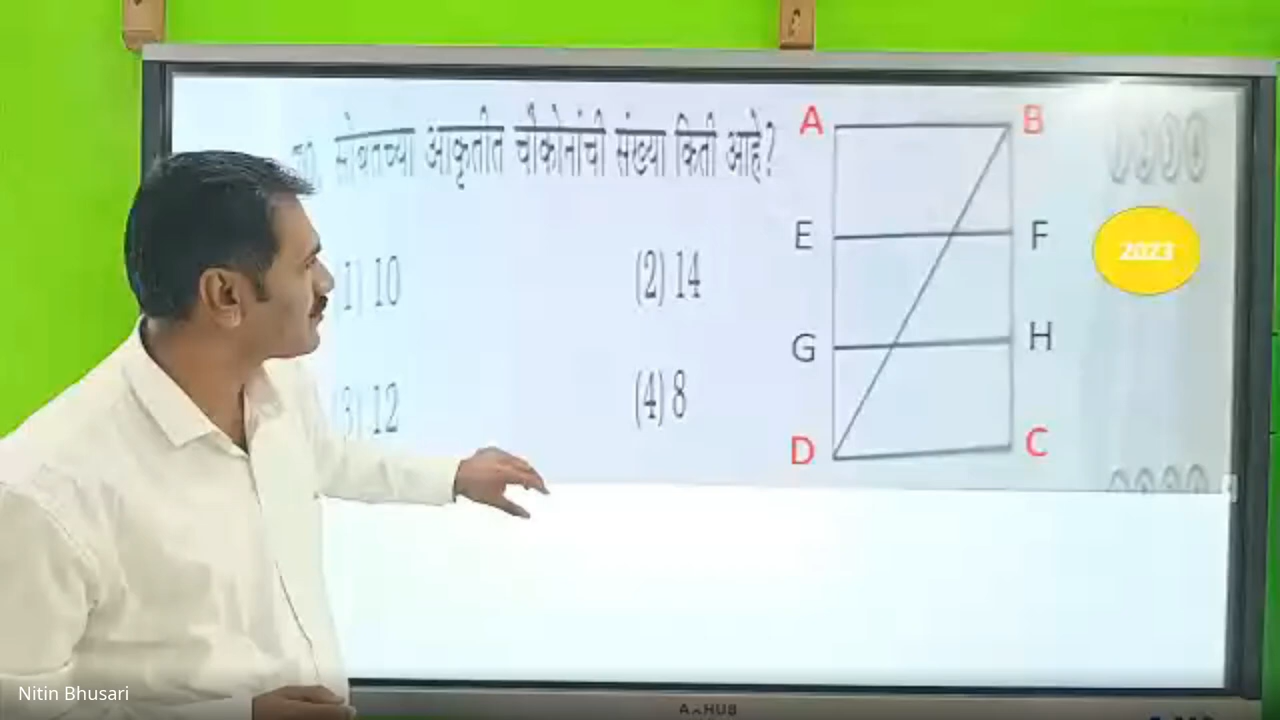 सोबतच्या आकृतीत चौकोनांची संख्या किती आहे?
A
B
1) 10
(2) 14
E
F
2023
G
H
(3) 12
(4) 8
D
C
Nitin Bhusari